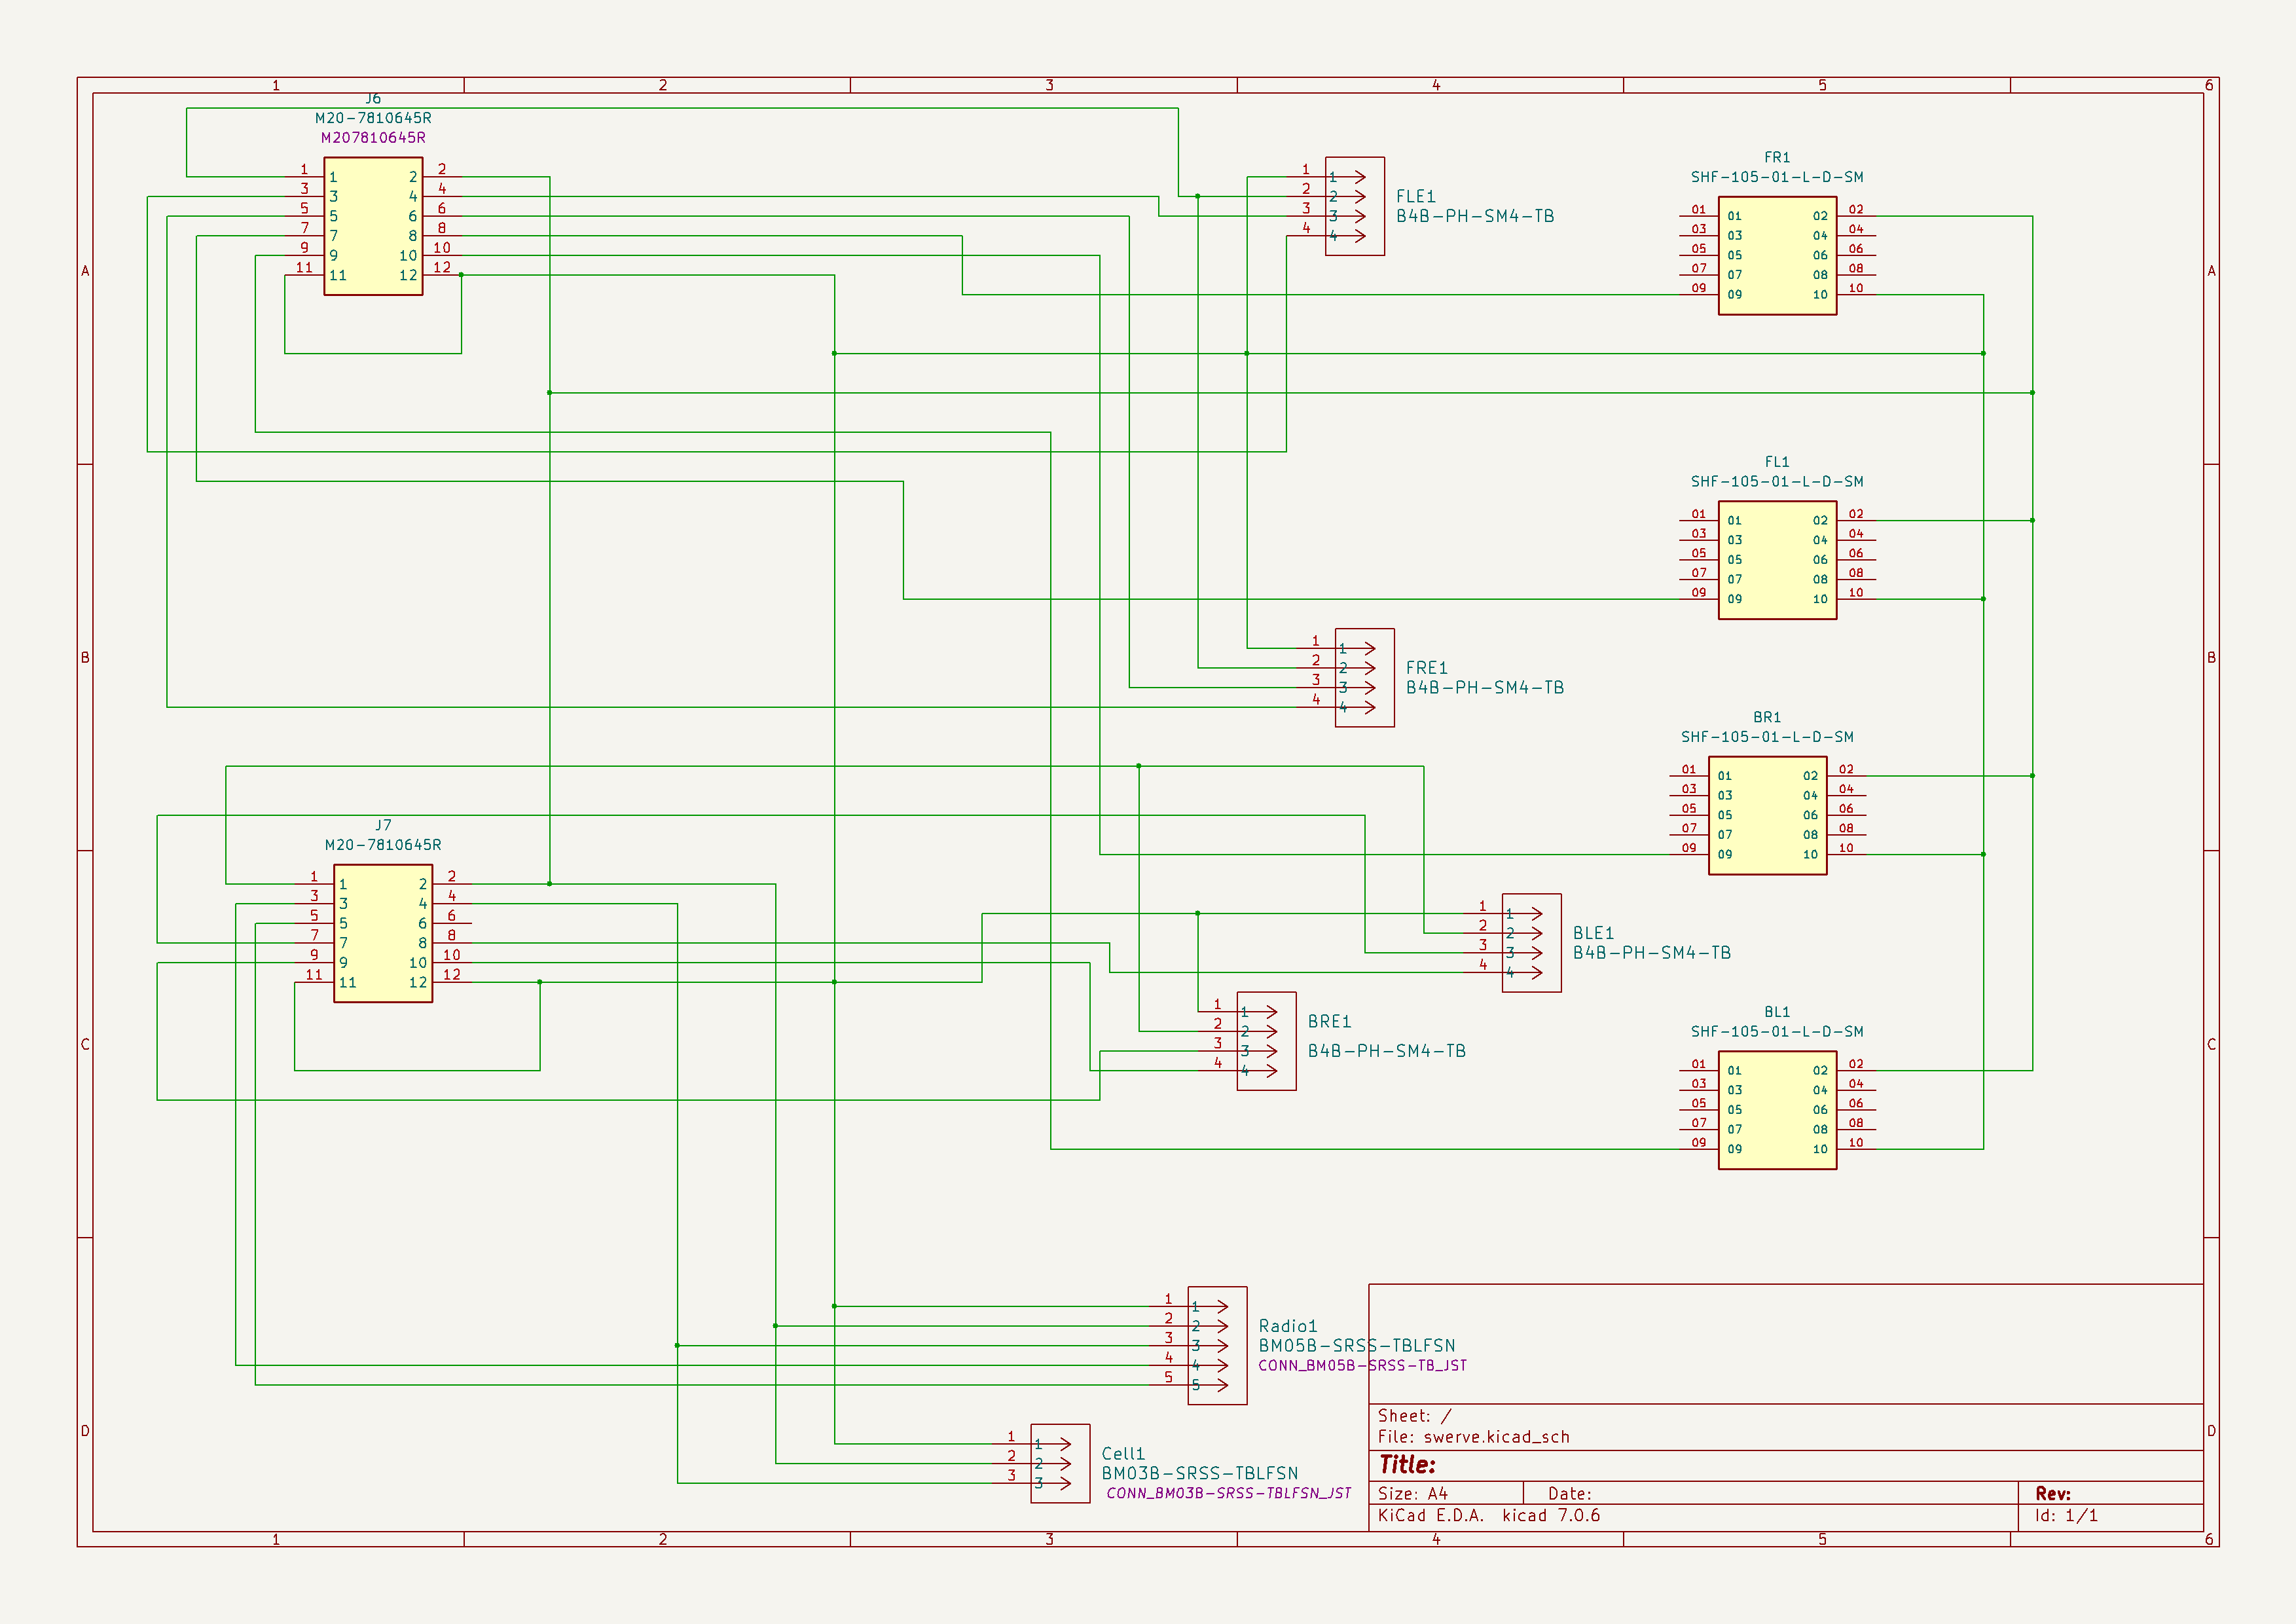 1 2 3 4 5 6
J6
M20-7810645R
M207810645R
1 1 2 2
3 3 4 4
5 5 6 6
7 7 8 8
9 9 10 10
11 11 12 12
1 1
2 2
3 3
4 4
FLE1
B4B-PH-SM4-TB
FR1
SHF-105-01-L-D-SM
01 01 02 02
03 03 04 04
05 05 06 06
07 07 08 08
09 09 10 10
A A
FL1
SHF-105-01-L-D-SM
01 01 02 02
03 03 04 04
05 05 06 06
07 07 08 08
09 09 10 10
1 1
2 2
3 3
4 4
FRE1
B4B-PH-SM4-TB
B B
BR1
SHF-105-01-L-D-SM
01 01 02 02
03 03 04 04
05 05 06 06
07 07 08 08
09 09 10 10
J7
M20-7810645R
1 1 2 2
3 3 4 4
5 5 6 6
7 7 8 8
9 9 10 10
11 11 12 12
1 1
2 2
3 3
4 4
BLE1
B4B-PH-SM4-TB
1 1
2 2
3 3
4 4
BRE1
B4B-PH-SM4-TB
BL1
SHF-105-01-L-D-SM
01 01 02 02
03 03 04 04
05 05 06 06
07 07 08 08
09 09 10 10
C C
1 1
2 2
3 3
4 4
5 5
Radio1
BM05B-SRSS-TBLFSN
CONN_BM05B-SRSS-TB_JST
1 1
2 2
3 3
Cell1
BM03B-SRSS-TBLFSN
CONN_BM03B-SRSS-TBLFSN_JST
D D
Sheet: /
File: swerve.kicad_sch
Title:
Size: A4 Date: Rev:
KiCad E.D.A. kicad 7.0.6 Id: 1/1
1 2 3 4 5 6